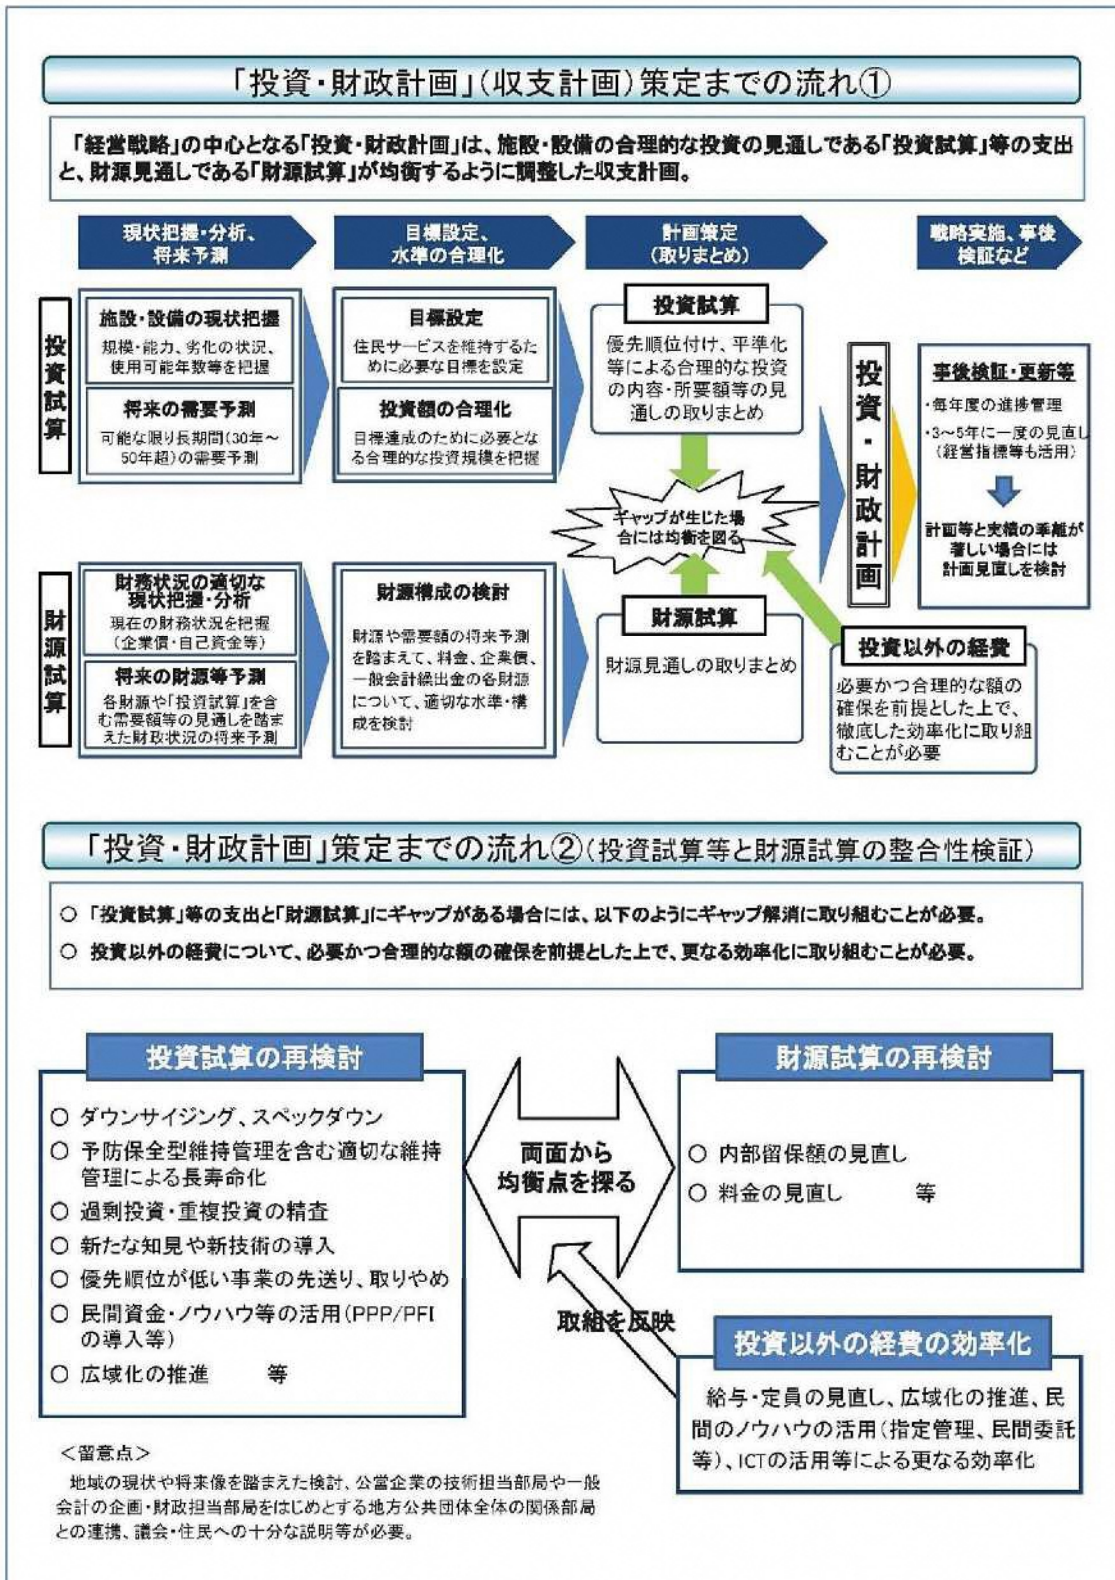 「投資・財政計画」(収支計画)策定までの流れ①
「経営戦略」の中心となる「投資・財政計画」は、施設・設備の合理的な投資の見通しである「投資試算」等の支出
と、財源見通しである「財源試算」が均衡するように調整した収支計画。
現状把握・分析、
将来予測
目標設定、
水準の合理化
計画策定
(取りまとめ)
戦略実施、事後
検証など
投資試算
施設・設備の現状把握
規模・能力、劣化の状況、
使用可能年数等を把握
将来の需要予測
可能な限り長期間(30年～
50年超)の需要予測
目標設定
住民サービスを維持するた
めに必要な目標を設定
投資額の合理化
目標達成のために必要とな
る合理的な投資規模を把握
投資試算
優先順位付け、平準化
等による合理的な投資
の内容・所要額等の見
通しの取りまとめ
ギャップが生じた場
合には均衡を図る
投資・財政計画
事後検証・更新等
・毎年度の進捗管理
・3～5年に一度の見直し
(経営指標等も活用)
計画等と実績の乖離が
著しい場合には
計画見直しを検討
財源試算
財務状況の適切な
現状把握・分析
現在の財務状況を把握
(企業債・自己資金等)
将来の財源等予測
各財源や「投資試算」を含
む需要額等の見通しを踏ま
えた財政状況の将来予測
財源構成の検討
財源や需要額の将来予測
を踏まえて、料金、企業債、
一般会計繰出金の各財源
について、適切な水準・構
成を検討
財源試算
財源見通しの取りまとめ
投資以外の経費
必要かつ合理的な額の
確保を前提とした上で、
徹底した効率化に取り組
むことが必要
「投資・財政計画」策定までの流れ②(投資試算等と財源試算の整合性検証)
○ 「投資試算」等の支出と「財源試算」にギャップがある場合には、以下のようにギャップ解消に取り組むことが必要。
○ 投資以外の経費について、必要かつ合理的な額の確保を前提とした上で、更なる効率化に取り組むことが必要。
投資試算の再検討
○ ダウンサイジング、スペックダウン
○ 予防保全型維持管理を含む適切な維持
管理による長寿命化
○ 過剰投資・重複投資の精査
○ 新たな知見や新技術の導入
○ 優先順位が低い事業の先送り、取りやめ
○ 民間資金・ノウハウ等の活用(PPP/PFI
の導入等)
○ 広域化の推進 等
両面から
均衡点を探る
財源試算の再検討
○ 内部留保額の見直し
○ 料金の見直し 等
取組を反映
投資以外の経費の効率化
給与・定員の見直し、広域化の推進、民
間のノウハウの活用(指定管理、民間委託
等)、ICTの活用等による更なる効率化
＜留意点＞
地域の現状や将来像を踏まえた検討、公営企業の技術担当部局や一般
会計の企画・財政担当部局をはじめとする地方公共団体全体の関係部局
との連携、議会・住民への十分な説明等が必要。